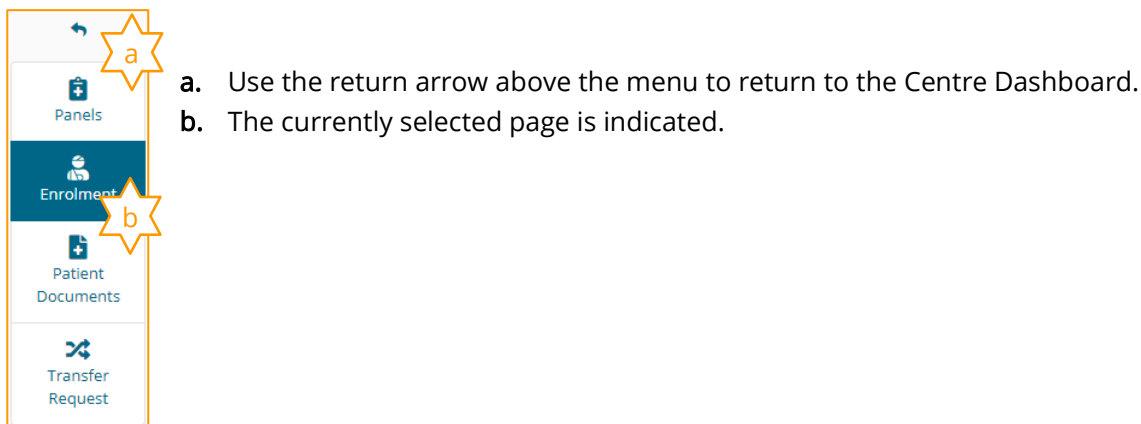 a
Panels
Enrolment
b
Patient
Documents
Transfer
Request
a. Use the return arrow above the menu to return to the Centre Dashboard.
b. The currently selected page is indicated.